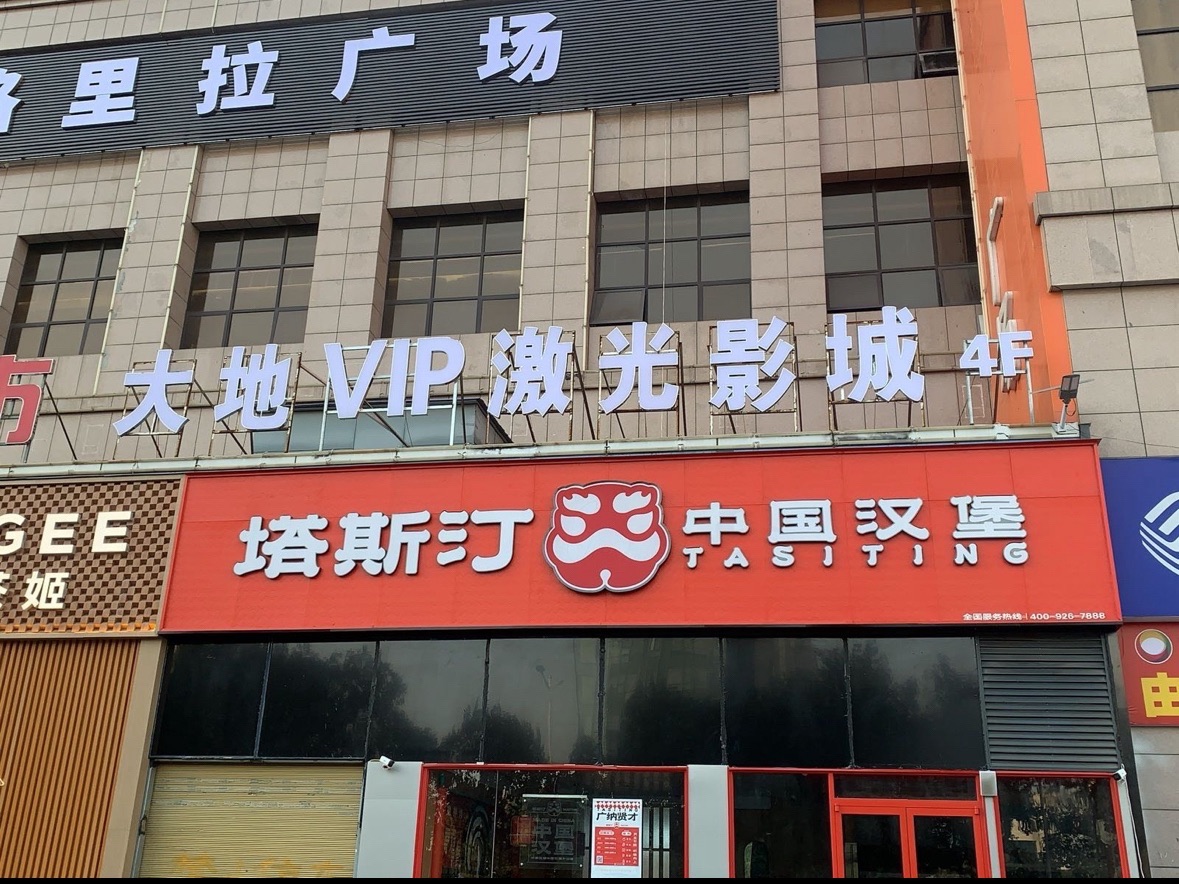 里拉广场
大地VIP激光影城 4F
GEE
姬
塔斯汀 中国汉堡
TASITING
全国服务热线 | 400-926-7888
广纳贤才
中国
汉堡